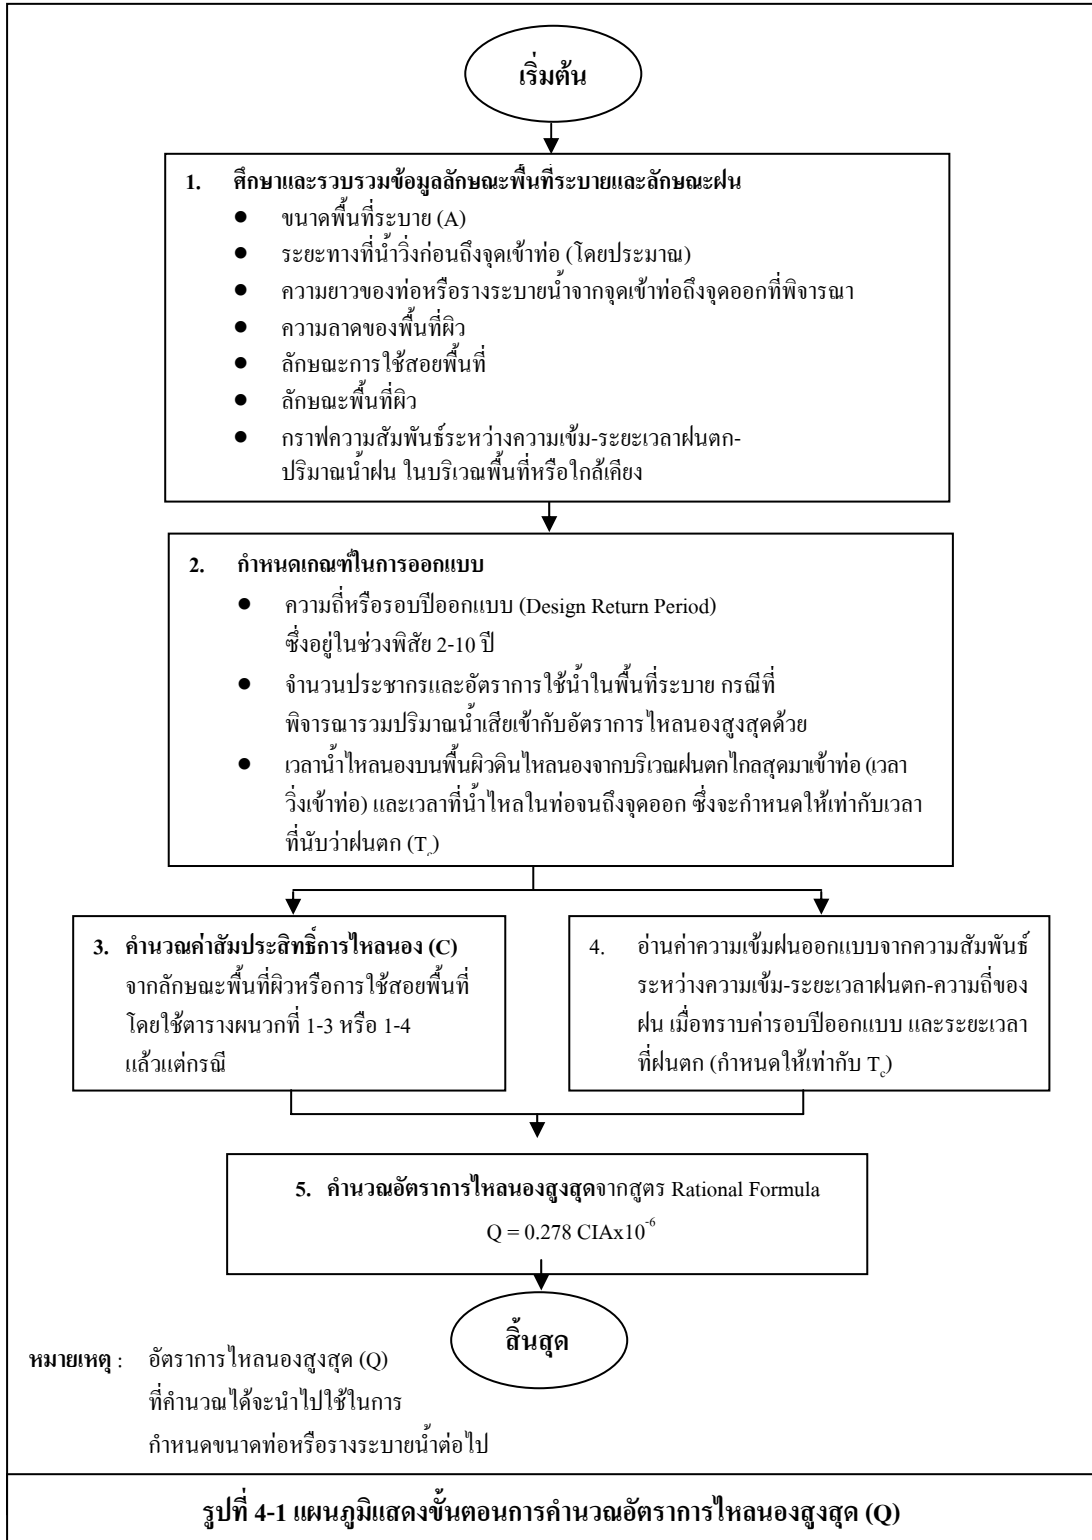 เริ่มต้น
1. ศึกษาและรวบรวมข้อมูลลักษณะพื้นที่ระบายและลักษณะฝน
● ขนาดพื้นที่ระบาย (A)
● ระยะทางที่น้ำวิ่งก่อนถึงจุดเข้าท่อ (โดยประมาณ)
● ความยาวของท่อหรือรางระบายน้ำจากจุดเข้าท่อถึงจุดออกที่พิจารณา
● ความลาดของพื้นที่ผิว
● ลักษณะการใช้สอยพื้นที่
● ลักษณะพื้นที่ผิว
● กราฟความสัมพันธ์ระหว่างความเข้ม-ระยะเวลาฝนตก-
ปริมาณน้ำฝน ในบริเวณพื้นที่หรือใกล้เคียง
2. กำหนดเกณฑ์ในการออกแบบ
● ความถี่หรือรอบปีออกแบบ (Design Return Period)
ซึ่งอยู่ในช่วงพิสัย 2-10 ปี
● จำนวนประชากรและอัตราการใช้น้ำในพื้นที่ระบาย กรณีที่
พิจารณารวมปริมาณน้ำเสียเข้ากับอัตราการไหลนองสูงสุดด้วย
● เวลาน้ำไหลนองบนพื้นผิวดินไหลนองจากบริเวณฝนตกไกลสุดมาเข้าท่อ (เวลา
วิ่งเข้าท่อ) และเวลาที่น้ำไหลในท่อจนถึงจุดออก ซึ่งจะกำหนดให้เท่ากับเวลา
ที่นับว่าฝนตก (Tc)
3. คำนวณค่าสัมประสิทธิ์การไหลนอง (C)
จากลักษณะพื้นที่ผิวหรือการใช้สอยพื้นที่
โดยใช้ตารางผนวกที่ 1-3 หรือ 1-4
แล้วแต่กรณี
4. อ่านค่าความเข้มฝนออกแบบจากความสัมพันธ์
ระหว่างความเข้ม-ระยะเวลาฝนตก-ความถี่ของ
ฝน เมื่อทราบค่ารอบปีออกแบบ และระยะเวลา
ที่ฝนตก (กำหนดให้เท่ากับ Tc)
5. คำนวณอัตราการไหลนองสูงสุดจากสูตร Rational Formula
Q = 0.278 CIAx10⁻⁶
สิ้นสุด
หมายเหตุ : อัตราการไหลนองสูงสุด (Q)
ที่คำนวณได้จะนำไปใช้ในการ
กำหนดขนาดท่อหรือรางระบายน้ำต่อไป
รูปที่ 4-1 แผนภูมิแสดงขั้นตอนการคำนวณอัตราการไหลนองสูงสุด (Q)